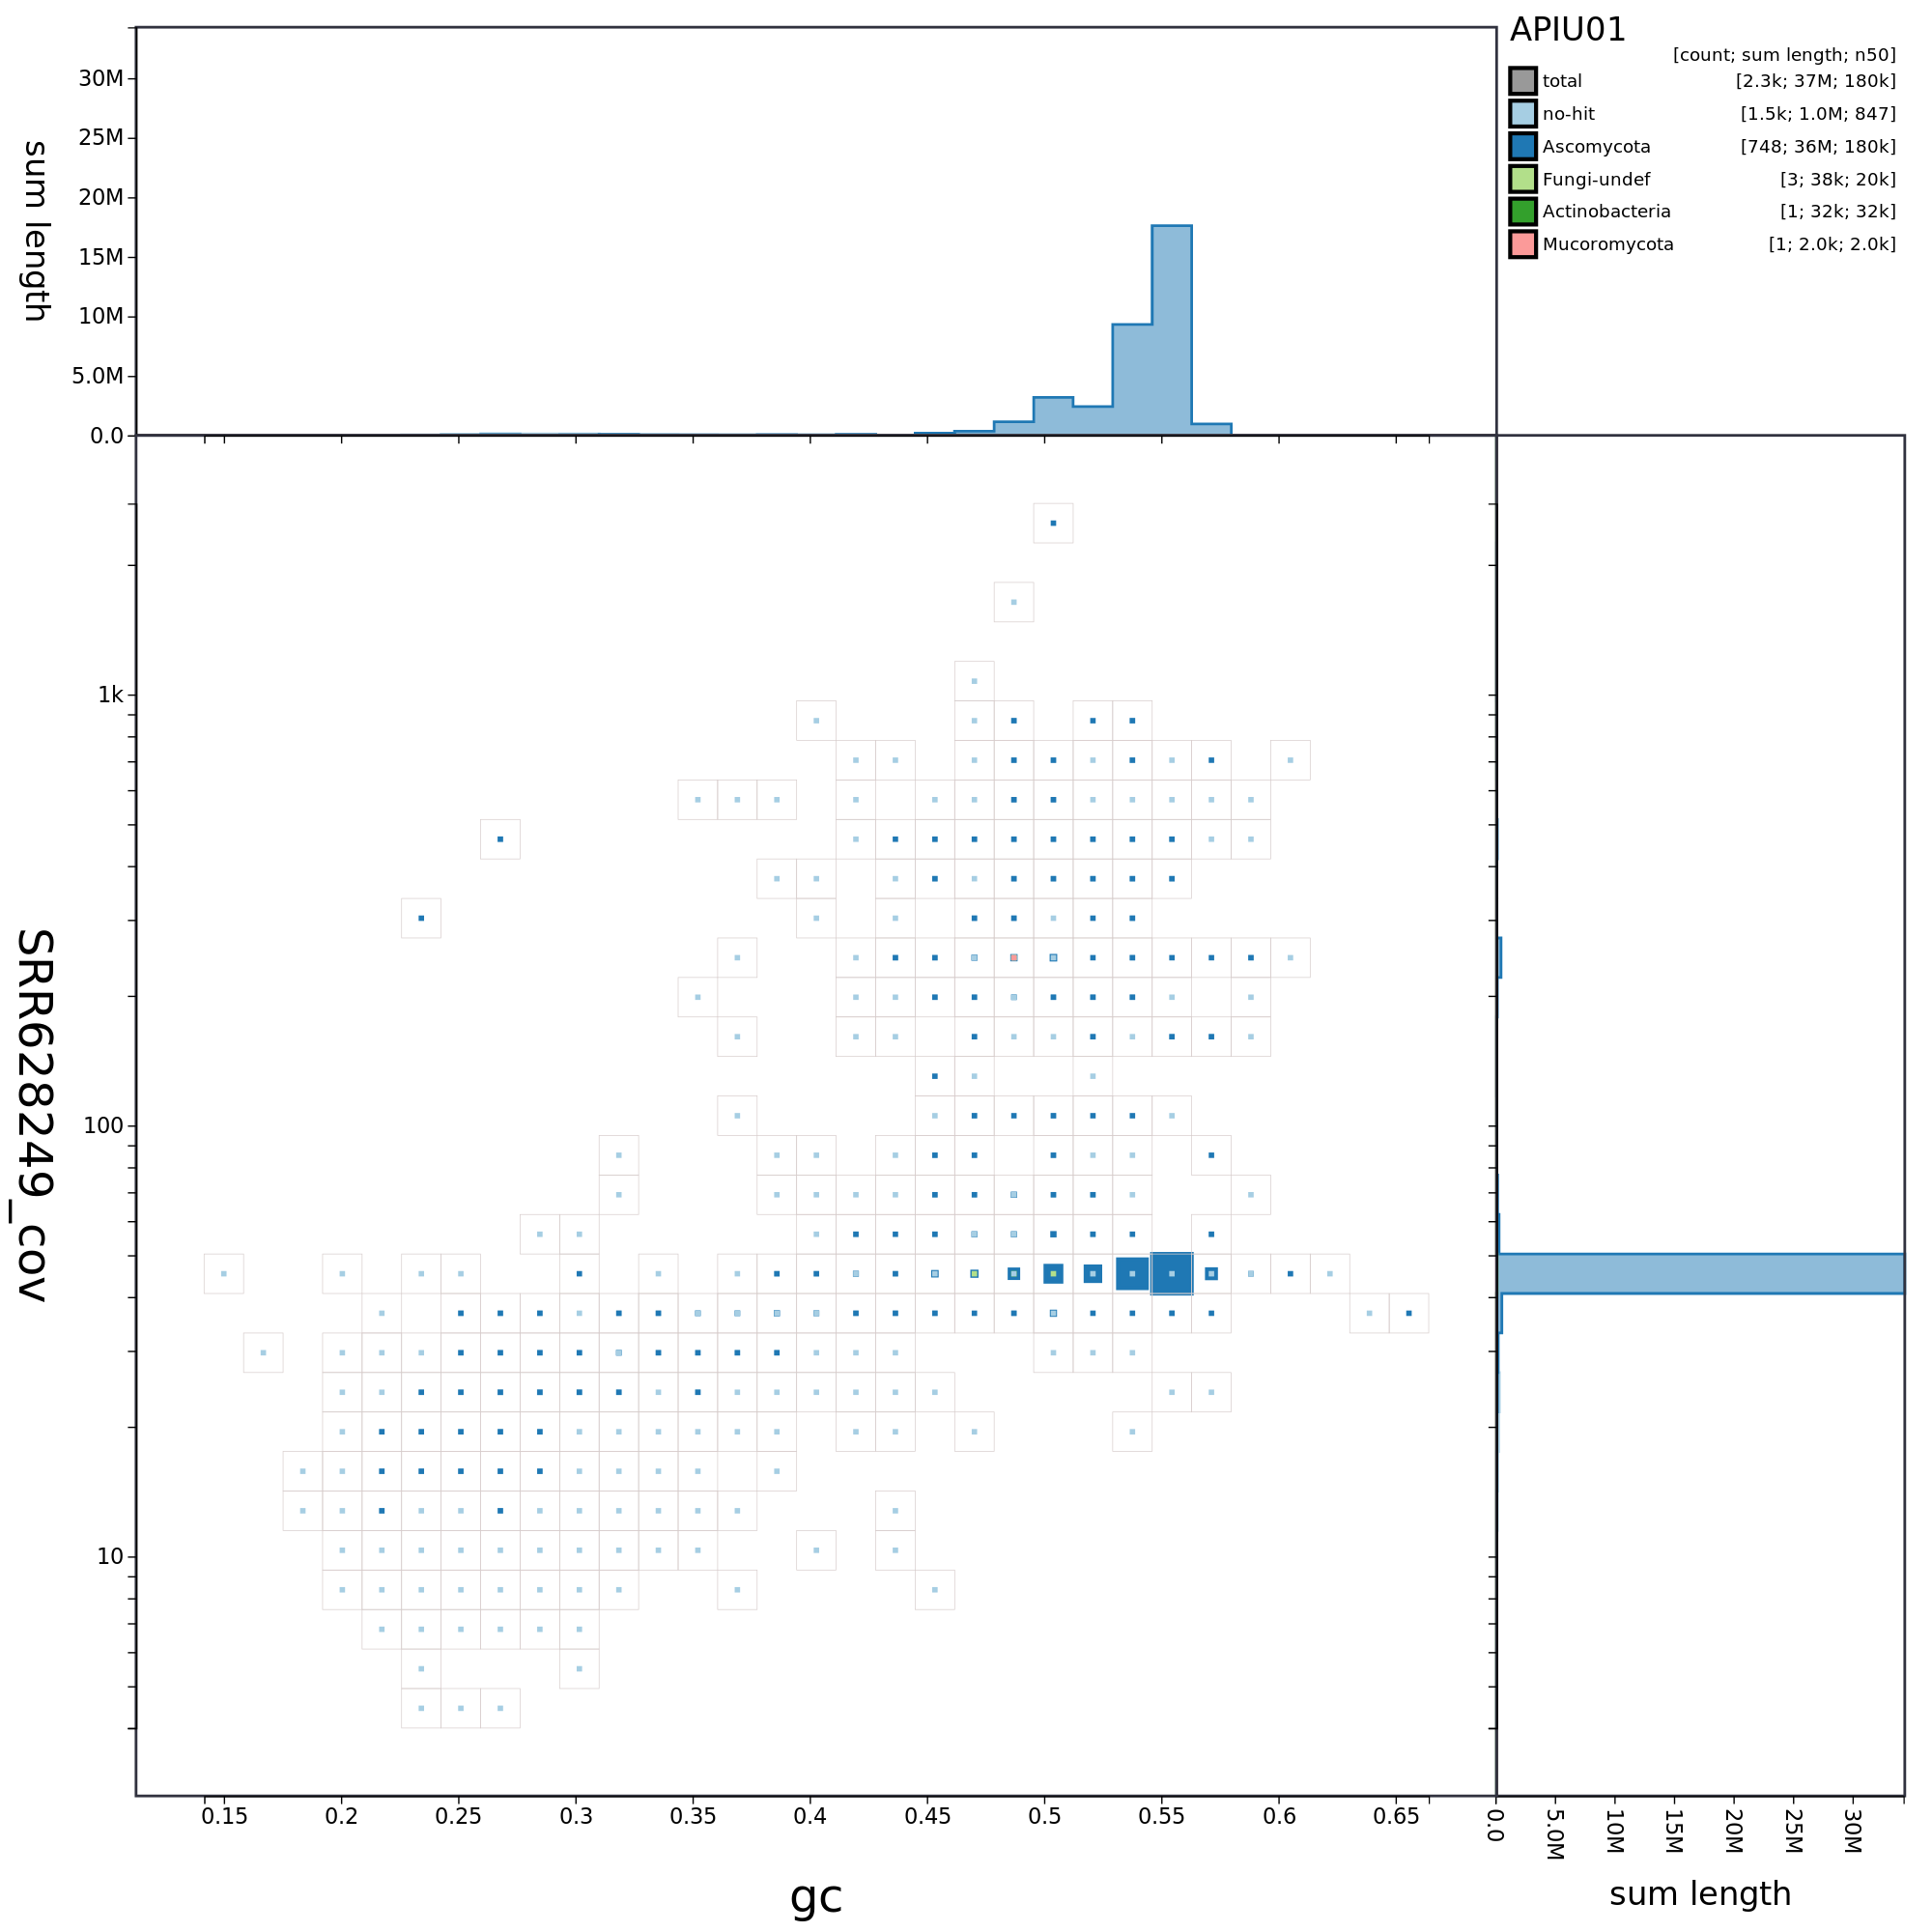 APIU01
[count; sum length; n50]
total [2.3k; 37M; 180k]
no-hit [1.5k; 1.0M; 847]
Ascomycota [748; 36M; 180k]
Fungi-undef [3; 38k; 20k]
Actinobacteria [1; 32k; 32k]
Mucoromycota [1; 2.0k; 2.0k]
sum length
30M
25M
20M
15M
10M
5.0M
0.0
SRR628249_cov
1k
100
10
0.15 0.2 0.25 0.3 0.35 0.4 0.45 0.5 0.55 0.6 0.65
gc
0.0 5.0M 10M 15M 20M 25M 30M
sum length